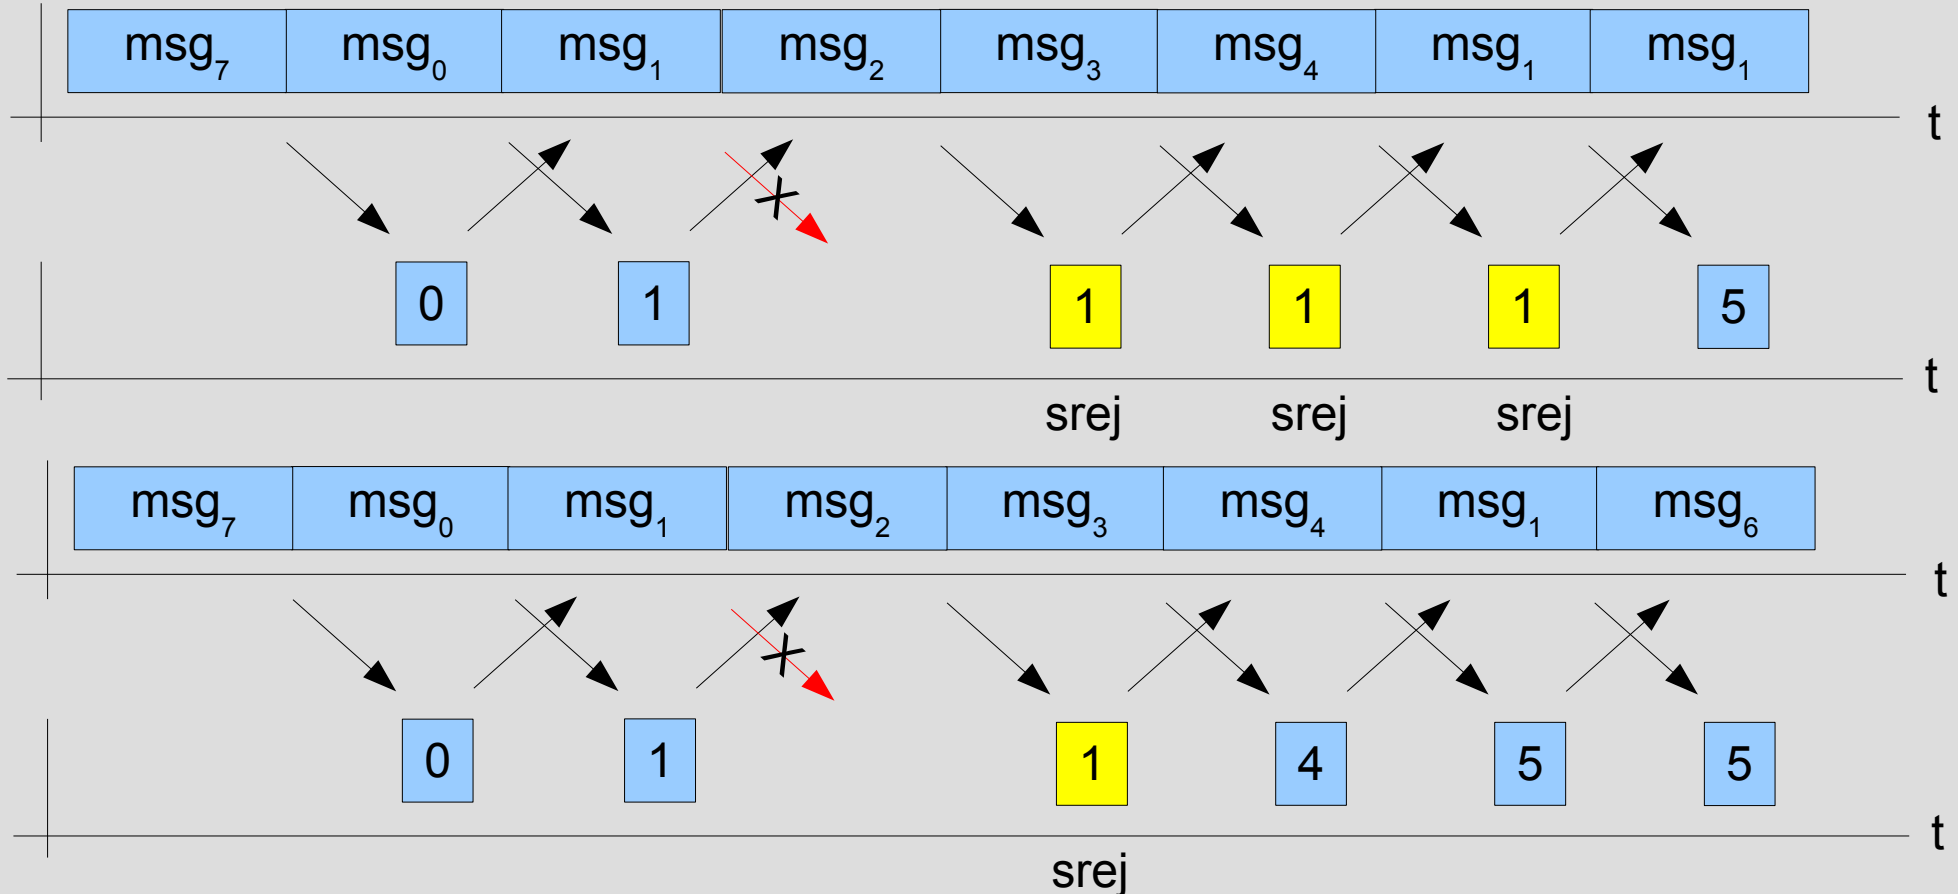 msg7 msg0 msg1 msg2 msg3 msg4 msg1 msg1
t
0 1 1 1 1 5
t
srej srej srej
msg7 msg0 msg1 msg2 msg3 msg4 msg1 msg6
t
X
0 1 1 4 5 5
t
srej